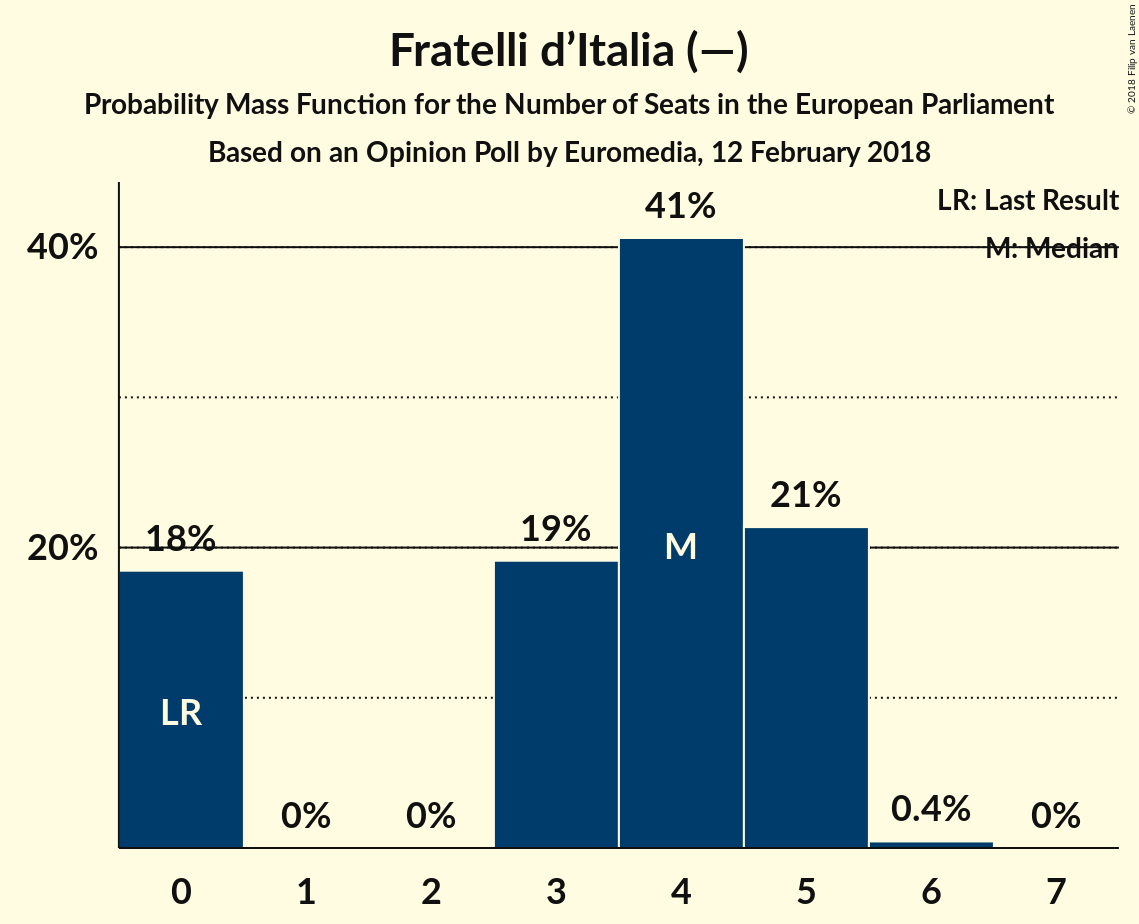 Fratelli d’Italia (—)
Probability Mass Function for the Number of Seats in the European Parliament
Based on an Opinion Poll by Euromedia, 12 February 2018
© 2018 Filip van Laenen
LR: Last Result
M: Median
40%
20%
18%
0%
0%
19%
41%
21%
0.4%
0%
LR
M
0 1 2 3 4 5 6 7